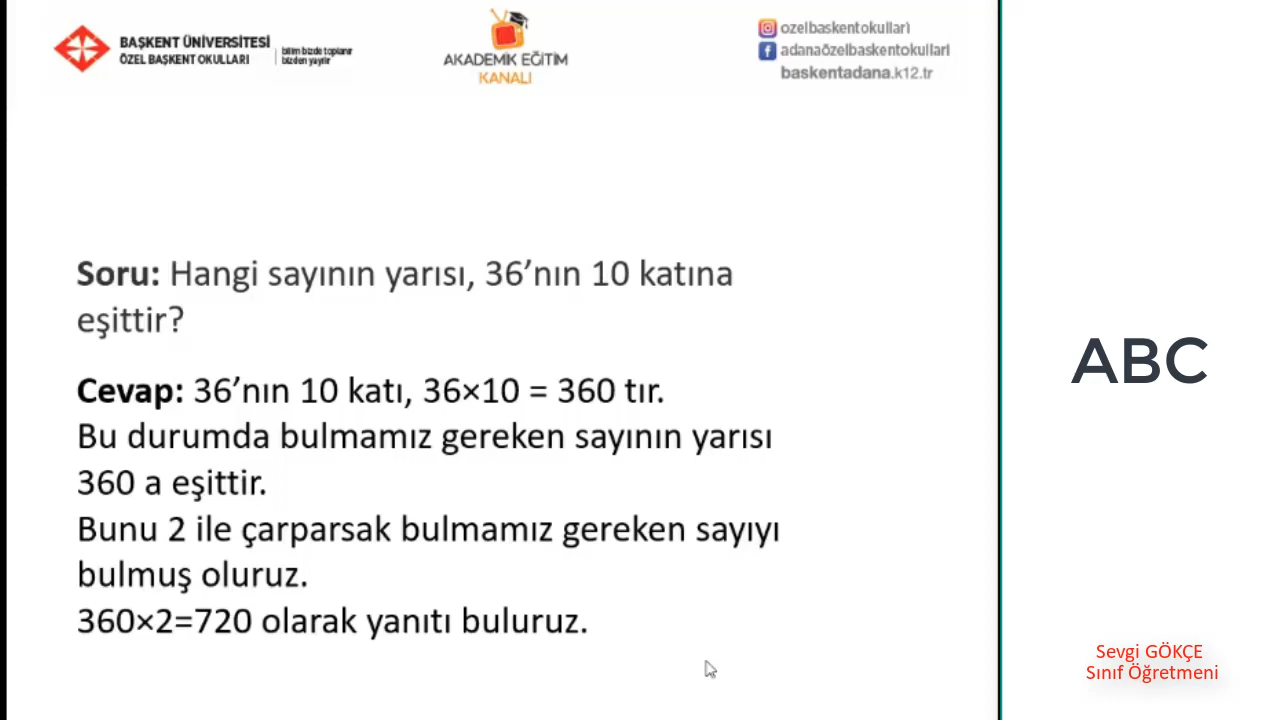 BAŞKENT ÜNİVERSİTESİ
ÖZEL BAŞKENT OKULLARI
bilim bizde toplanır
bizden yayılır
AKADEMİK EĞİTİM
KANALI
ozelbaskentokullari
adanaözelbaskentokullari
baskentadana.k12.tr
Soru: Hangi sayının yarısı, 36’nın 10 katına
eşittir?
Cevap: 36’nın 10 katı, 36×10 = 360 tır.
Bu durumda bulmamız gereken sayının yarısı
360 a eşittir.
Bunu 2 ile çarparsak bulmamız gereken sayıyı
bulmuş oluruz.
360×2=720 olarak yanıtı buluruz.
ABC
Sevgi GÖKÇE
Sınıf Öğretmeni